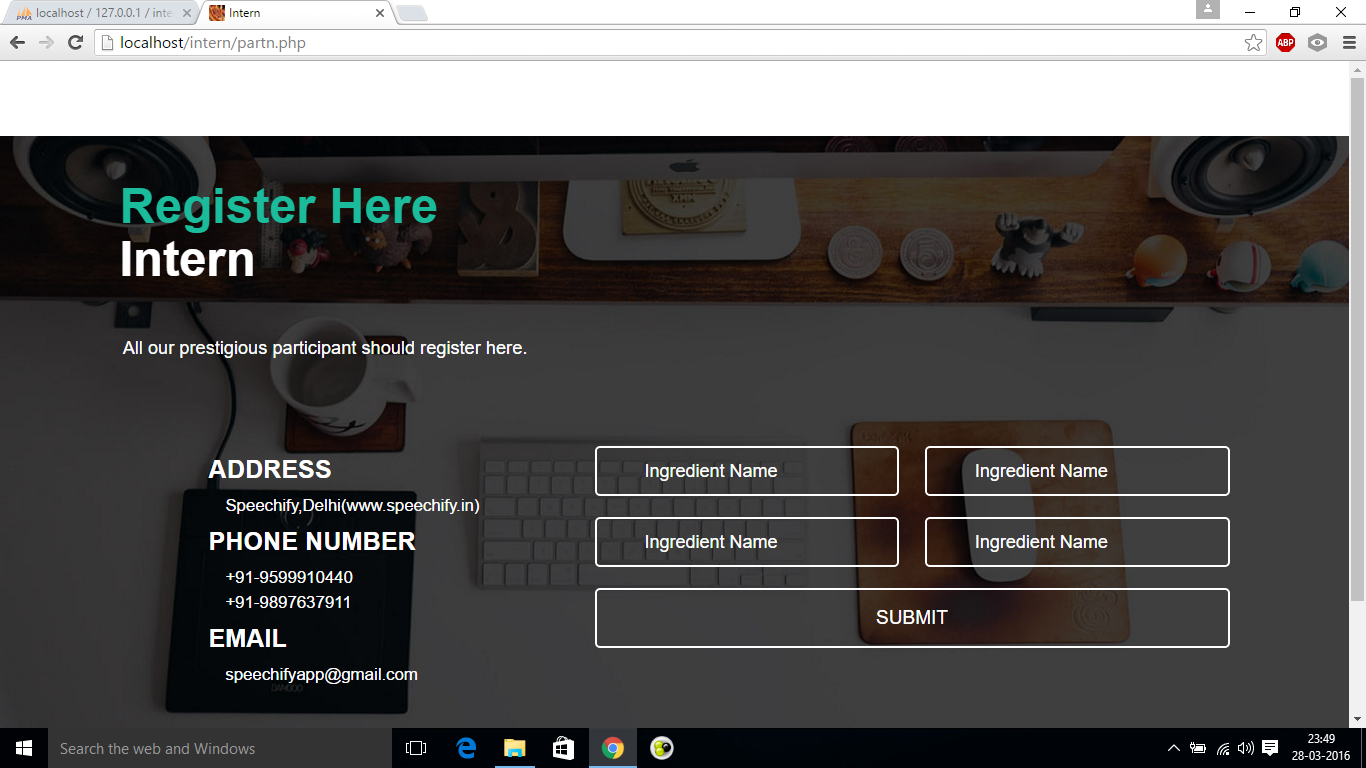 localhost / 127.0.0.1 / inte
Intern
localhost/intern/partn.php
ABP
Register Here
Intern
All our prestigious participant should register here.
ADDRESS
Speechify,Delhi(www.speechify.in)
PHONE NUMBER
+91-9599910440
+91-9897637911
EMAIL
speechifyapp@gmail.com
Ingredient Name
Ingredient Name
Ingredient Name
Ingredient Name
SUBMIT
Search the web and Windows
23:49
28-03-2016